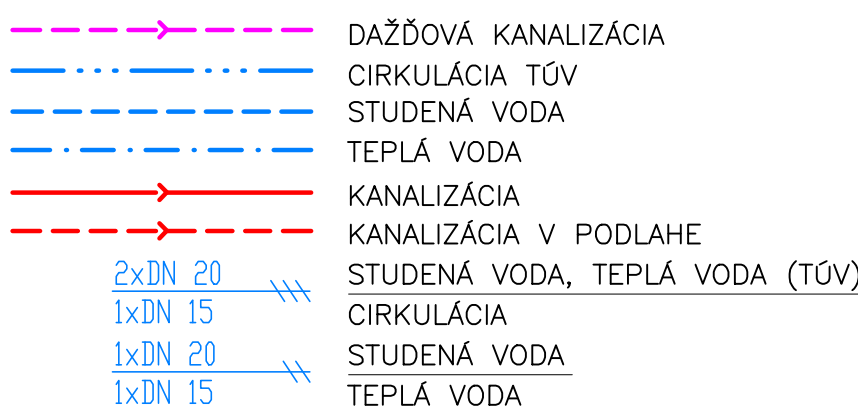 DAŽĎOVÁ KANALIZÁCIA
CIRKULÁCIA TÚV
STUDENÁ VODA
TEPLÁ VODA
KANALIZÁCIA
KANALIZÁCIA V PODLAHE
2xDN 20 STUDENÁ VODA, TEPLÁ VODA (TÚV)
1xDN 15 CIRKULÁCIA
1xDN 20 STUDENÁ VODA
1xDN 15 TEPLÁ VODA